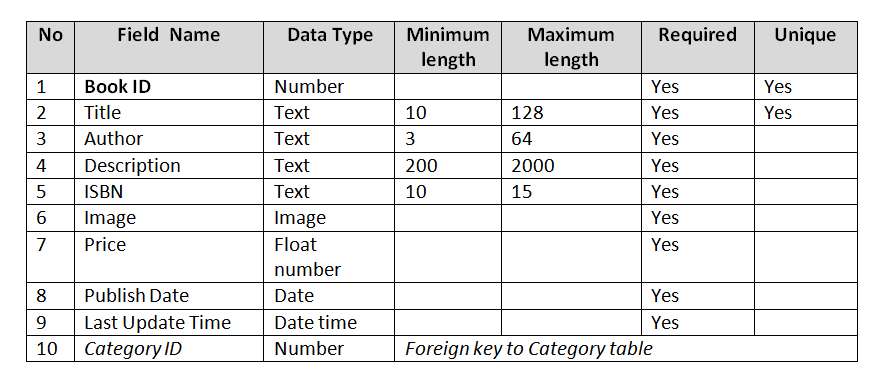 No Field Name Data Type Minimum length Maximum length Required Unique
1 Book ID Number Yes Yes
2 Title Text 10 128 Yes Yes
3 Author Text 3 64 Yes
4 Description Text 200 2000 Yes
5 ISBN Text 10 15 Yes
6 Image Image Yes
7 Price Float number Yes
8 Publish Date Date Yes
9 Last Update Time Date time Yes
10 Category ID Number Foreign key to Category table